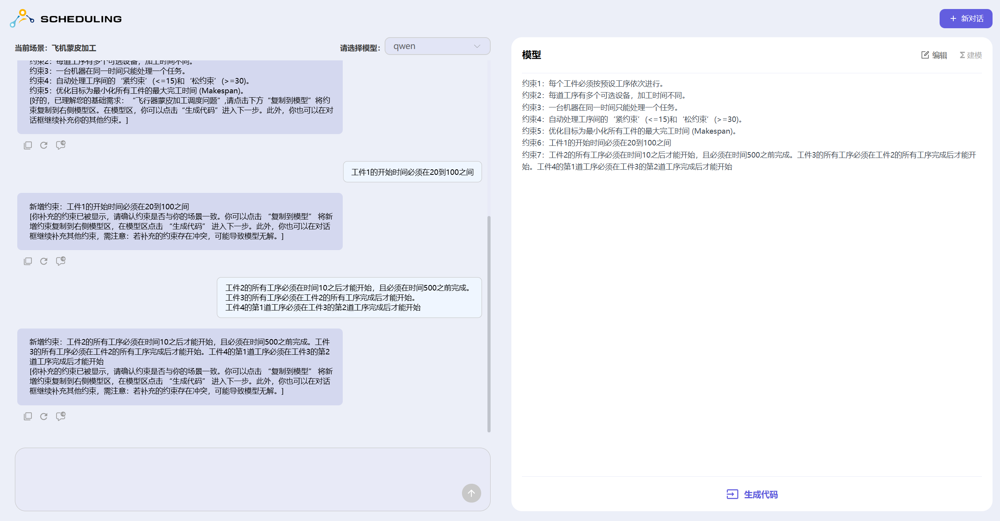 SCHEDULING
新对话
当前场景：飞机蒙皮加工
请选择模型：
qwen
约束2：每道工序有多个可选设备，加工时间不同。
约束3：一台机器在同一时间只能处理一个任务。
约束4：自动处理工序间的‘紧约束’(<=15)和‘松约束’(>=30)。
约束5：优化目标为最小化所有工件的最大完工时间 (Makespan)。
[好的，已理解您的基础需求：“飞行器蒙皮加工调度问题”,请点击下方“复制到模型”将约
束复制到右侧模型区。在模型区，你可以点击“生成代码”进入下一步。此外，你也可以在对
话框继续补充你的其他约束。]
工件1的开始时间必须在20到100之间
新增约束：工件1的开始时间必须在20到100之间
[你补充的约束已被显示，请确认约束是否与你的场景一致。你可以点击 “复制到模型” 将新
增约束复制到右侧模型区，在模型区点击 “生成代码” 进入下一步。此外，你也可以在对话
框继续补充其他约束，需注意：若补充的约束存在冲突，可能导致模型无解。]
工件2的所有工序必须在时间10之后才能开始，且必须在时间500之前完成。
工件3的所有工序必须在工件2的所有工序完成后才能开始。
工件4的第1道工序必须在工件3的第2道工序完成后才能开始
新增约束：工件2的所有工序必须在时间10之后才能开始，且必须在时间500之前完成。工件
3的所有工序必须在工件2的所有工序完成后才能开始。工件4的第1道工序必须在工件3的第2
道工序完成后才能开始
[你补充的约束已被显示，请确认约束是否与你的场景一致。你可以点击 “复制到模型” 将新
增约束复制到右侧模型区，在模型区点击 “生成代码” 进入下一步。此外，你也可以在对话
框继续补充其他约束，需注意：若补充的约束存在冲突，可能导致模型无解。]
模型
编辑
Σ 建模
约束1：每个工件必须按预设工序依次进行。
约束2：每道工序有多个可选设备，加工时间不同。
约束3：一台机器在同一时间只能处理一个任务。
约束4：自动处理工序间的‘紧约束’(<=15)和‘松约束’(>=30)。
约束5：优化目标为最小化所有工件的最大完工时间 (Makespan)。
约束6：工件1的开始时间必须在20到100之间
约束7：工件2的所有工序必须在时间10之后才能开始，且必须在时间500之前完成。工件3的所有工序必须在工件2的所有工序完成后才能开
始。工件4的第1道工序必须在工件3的第2道工序完成后才能开始
生成代码